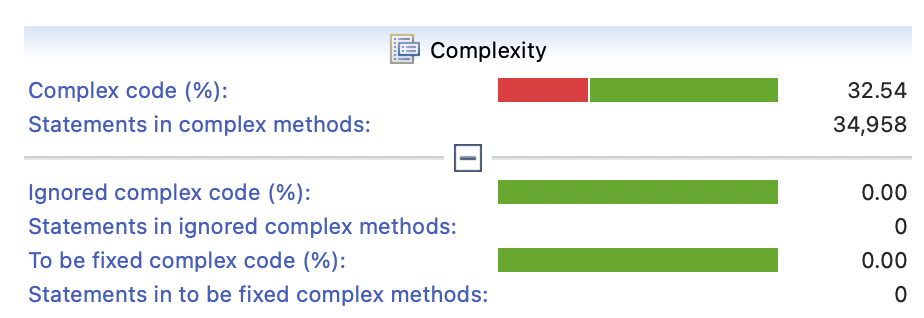 Complexity
Complex code (%): 32.54
Statements in complex methods: 34,958
Ignored complex code (%): 0.00
Statements in ignored complex methods: 0
To be fixed complex code (%): 0.00
Statements in to be fixed complex methods: 0